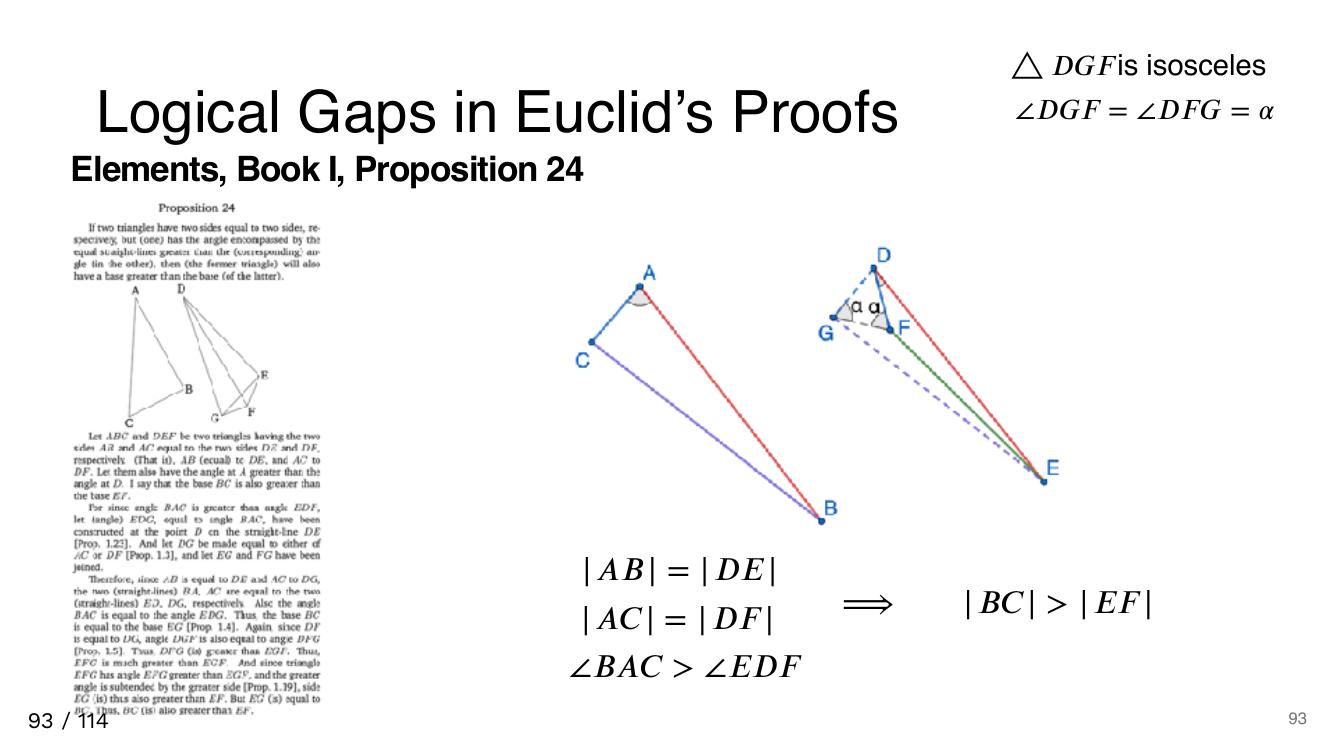 △ DGFis isosceles
∠DGF = ∠DFG = α
Logical Gaps in Euclid’s Proofs
Elements, Book I, Proposition 24
Proposition 24
If two triangles have two sides equal to two sides, re-
spectively, but (one) has the angle encompassed by the
equal straight-lines greater than the (corresponding) an-
gle (in the other), then (the former triangle) will also
have a base greater than the base (of the latter).
A
D
E
B
G
F
C
Let ABC and DEF be two triangles having the two
sides AB and AC equal to the two sides DE and DF,
respectively. (That is), AB (equal) to DE, and AC to
DF. Let them also have the angle at A greater than the
angle at D. I say that the base BC is also greater than
the base EF.
For since angle BAC is greater than angle EDF,
let (angle) EDG, equal to angle BAC, have been
constructed at the point D on the straight-line DE
[Prop. 1.23]. And let DG be made equal to either of
AC or DF [Prop. 1.3], and let EG and FG have been
joined.
Therefore, since AB is equal to DE and AC to DG,
the two (straight-lines) BA, AC are equal to the two
(straight-lines) ED, DG, respectively. Also the angle
BAC is equal to the angle EDG. Thus, the base BC
is equal to the base EG [Prop. 1.4]. Again, since DF
is equal to DG, angle DGF is also equal to angle DFG
[Prop. 1.5]. Thus, DFG (is) greater than EGF. Thus,
EFG is much greater than EGF. And since triangle
EFG has angle EFG greater than EGF, and the greater
angle is subtended by the greater side [Prop. 1.19], side
EG (is) thus also greater than EF. But EG (is) equal to
BC. Thus, BC (is) also greater than EF.
A
C
B
D
α α
G
F
E
|AB| = |DE|
|AC| = |DF|
∠BAC > ∠EDF
⟹
|BC| > |EF|
93 / 114
93